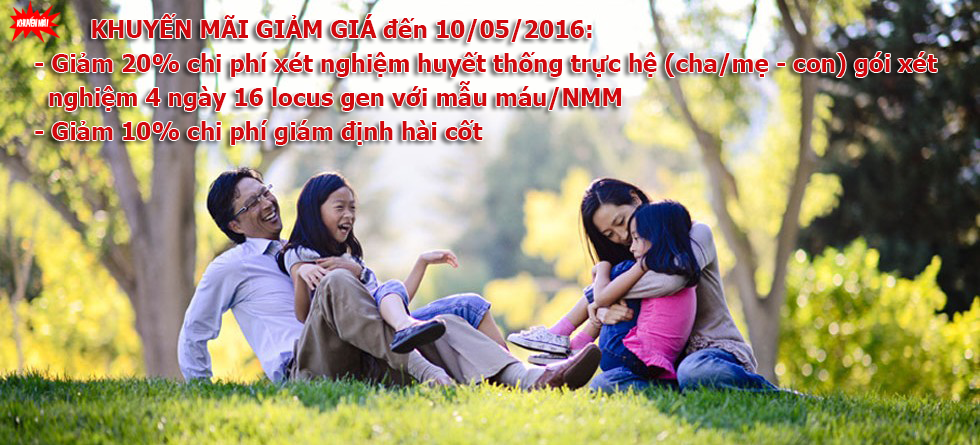 KHUYẾN MÃI
KHUYẾN MÃI GIẢM GIÁ đến 10/05/2016:
- Giảm 20% chi phí xét nghiệm huyết thống trực hệ (cha/mẹ - con) gói xét
nghiệm 4 ngày 16 locus gen với mẫu máu/NMM
- Giảm 10% chi phí giám định hài cốt